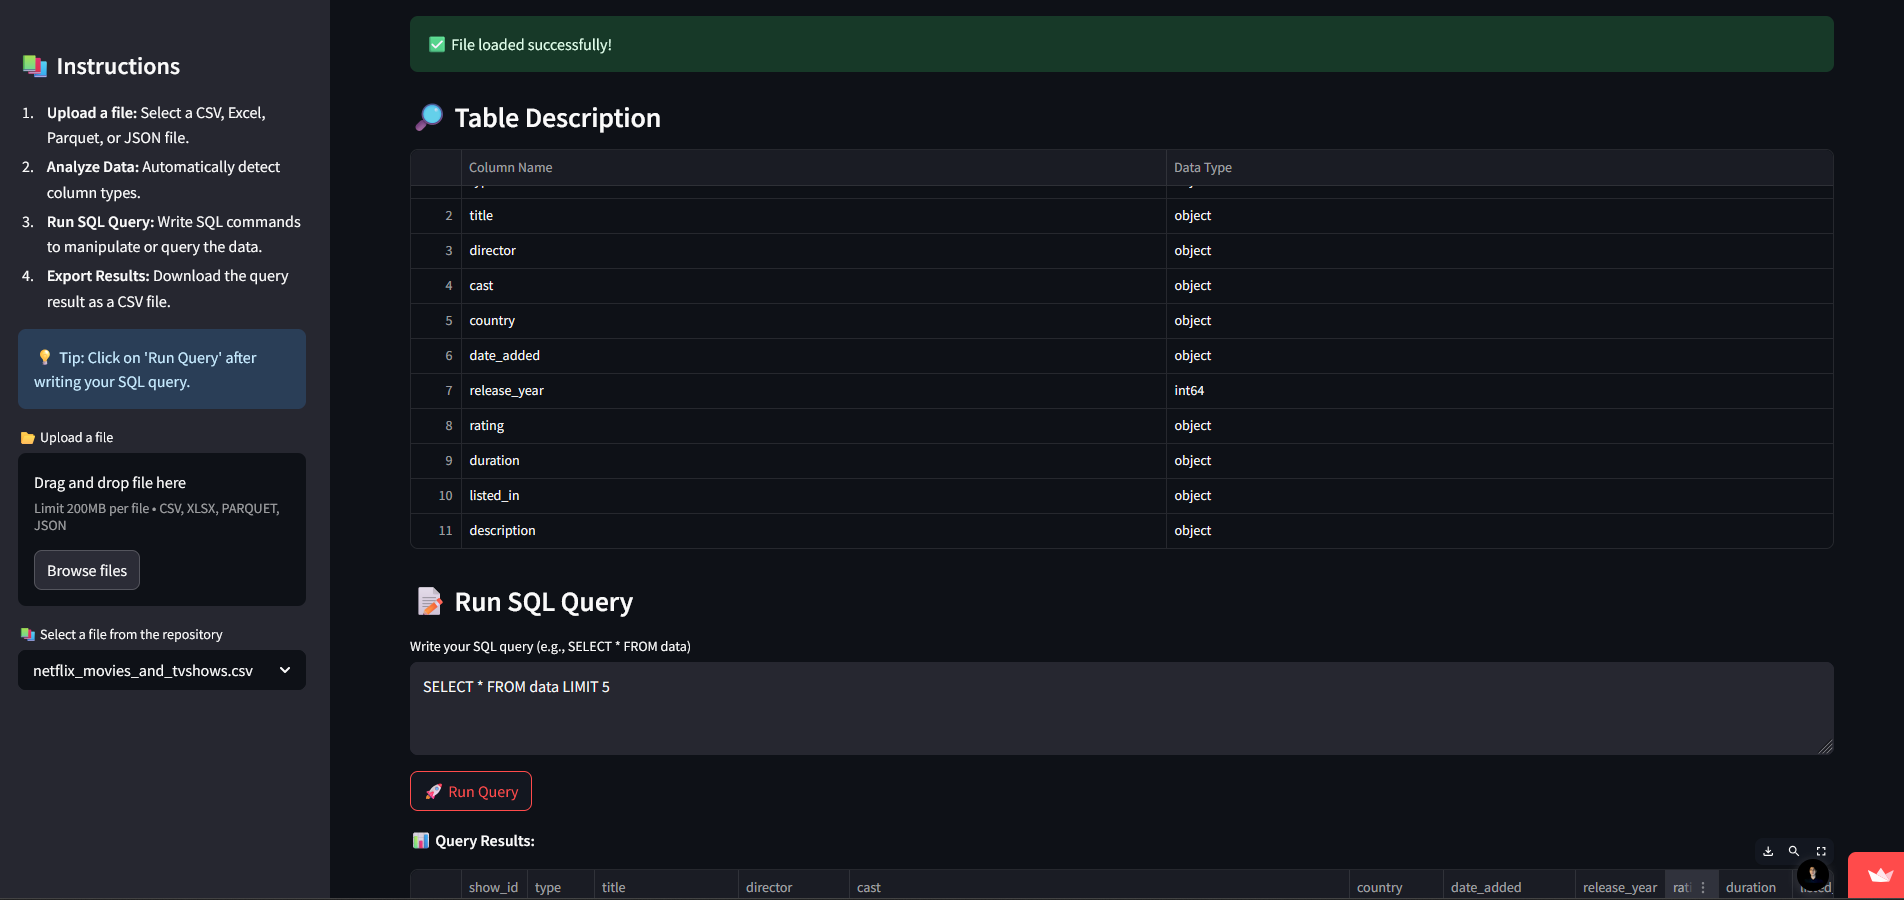 Instructions
1. Upload a file: Select a CSV, Excel,
Parquet, or JSON file.
2. Analyze Data: Automatically detect
column types.
3. Run SQL Query: Write SQL commands
to manipulate or query the data.
4. Export Results: Download the query
result as a CSV file.
Tip: Click on 'Run Query' after
writing your SQL query.
Upload a file
Drag and drop file here
Limit 200MB per file • CSV, XLSX, PARQUET,
JSON
Browse files
Select a file from the repository
netflix_movies_and_tvshows.csv
File loaded successfully!
Table Description
Column Name Data Type
2 title object
3 director object
4 cast object
5 country object
6 date_added object
7 release_year int64
8 rating object
9 duration object
10 listed_in object
11 description object
Run SQL Query
Write your SQL query (e.g., SELECT * FROM data)
SELECT * FROM data LIMIT 5
Run Query
Query Results:
show_id type title director cast country date_added release_year rati duration